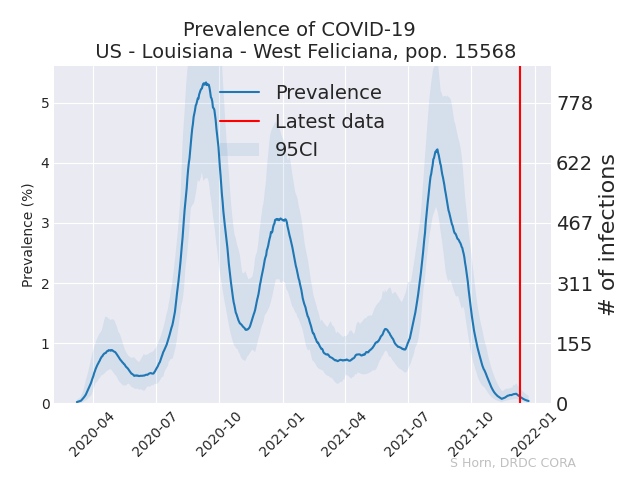 Prevalence of COVID-19
US - Louisiana - West Feliciana, pop. 15568
Prevalence
Latest data
95CI
Prevalence (%)
5
4
3
2
1
0
778
622
467
311
155
0
# of infections
2020-04
2020-07
2020-10
2021-01
2021-04
2021-07
2021-10
2022-01
S Horn, DRDC CORA